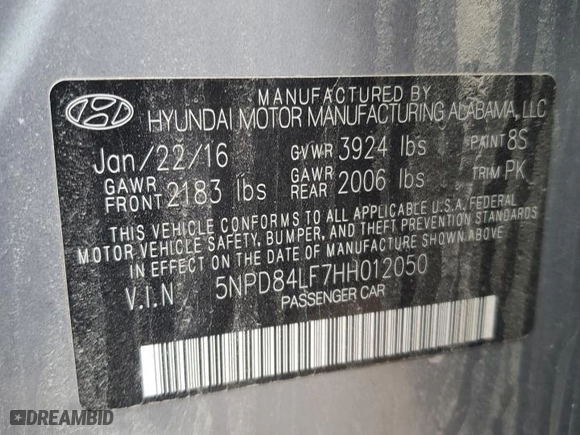 MANUFACTURED BY
HYUNDAI MOTOR MANUFACTURING ALABAMA, LLC
Jan/22/16 GVWR 3924 lbs PAINT 8S
GAWR FRONT 2183 lbs GAWR REAR 2006 lbs TRIM PK
THIS VEHICLE CONFORMS TO ALL APPLICABLE U.S.A. FEDERAL
MOTOR VEHICLE SAFETY, BUMPER, AND THEFT PREVENTION STANDARDS
IN EFFECT ON THE DATE OF MANUFACTURE SHOWN ABOVE.
V.I.N 5NPD84LF7HH012050
PASSENGER CAR
DREAMBID